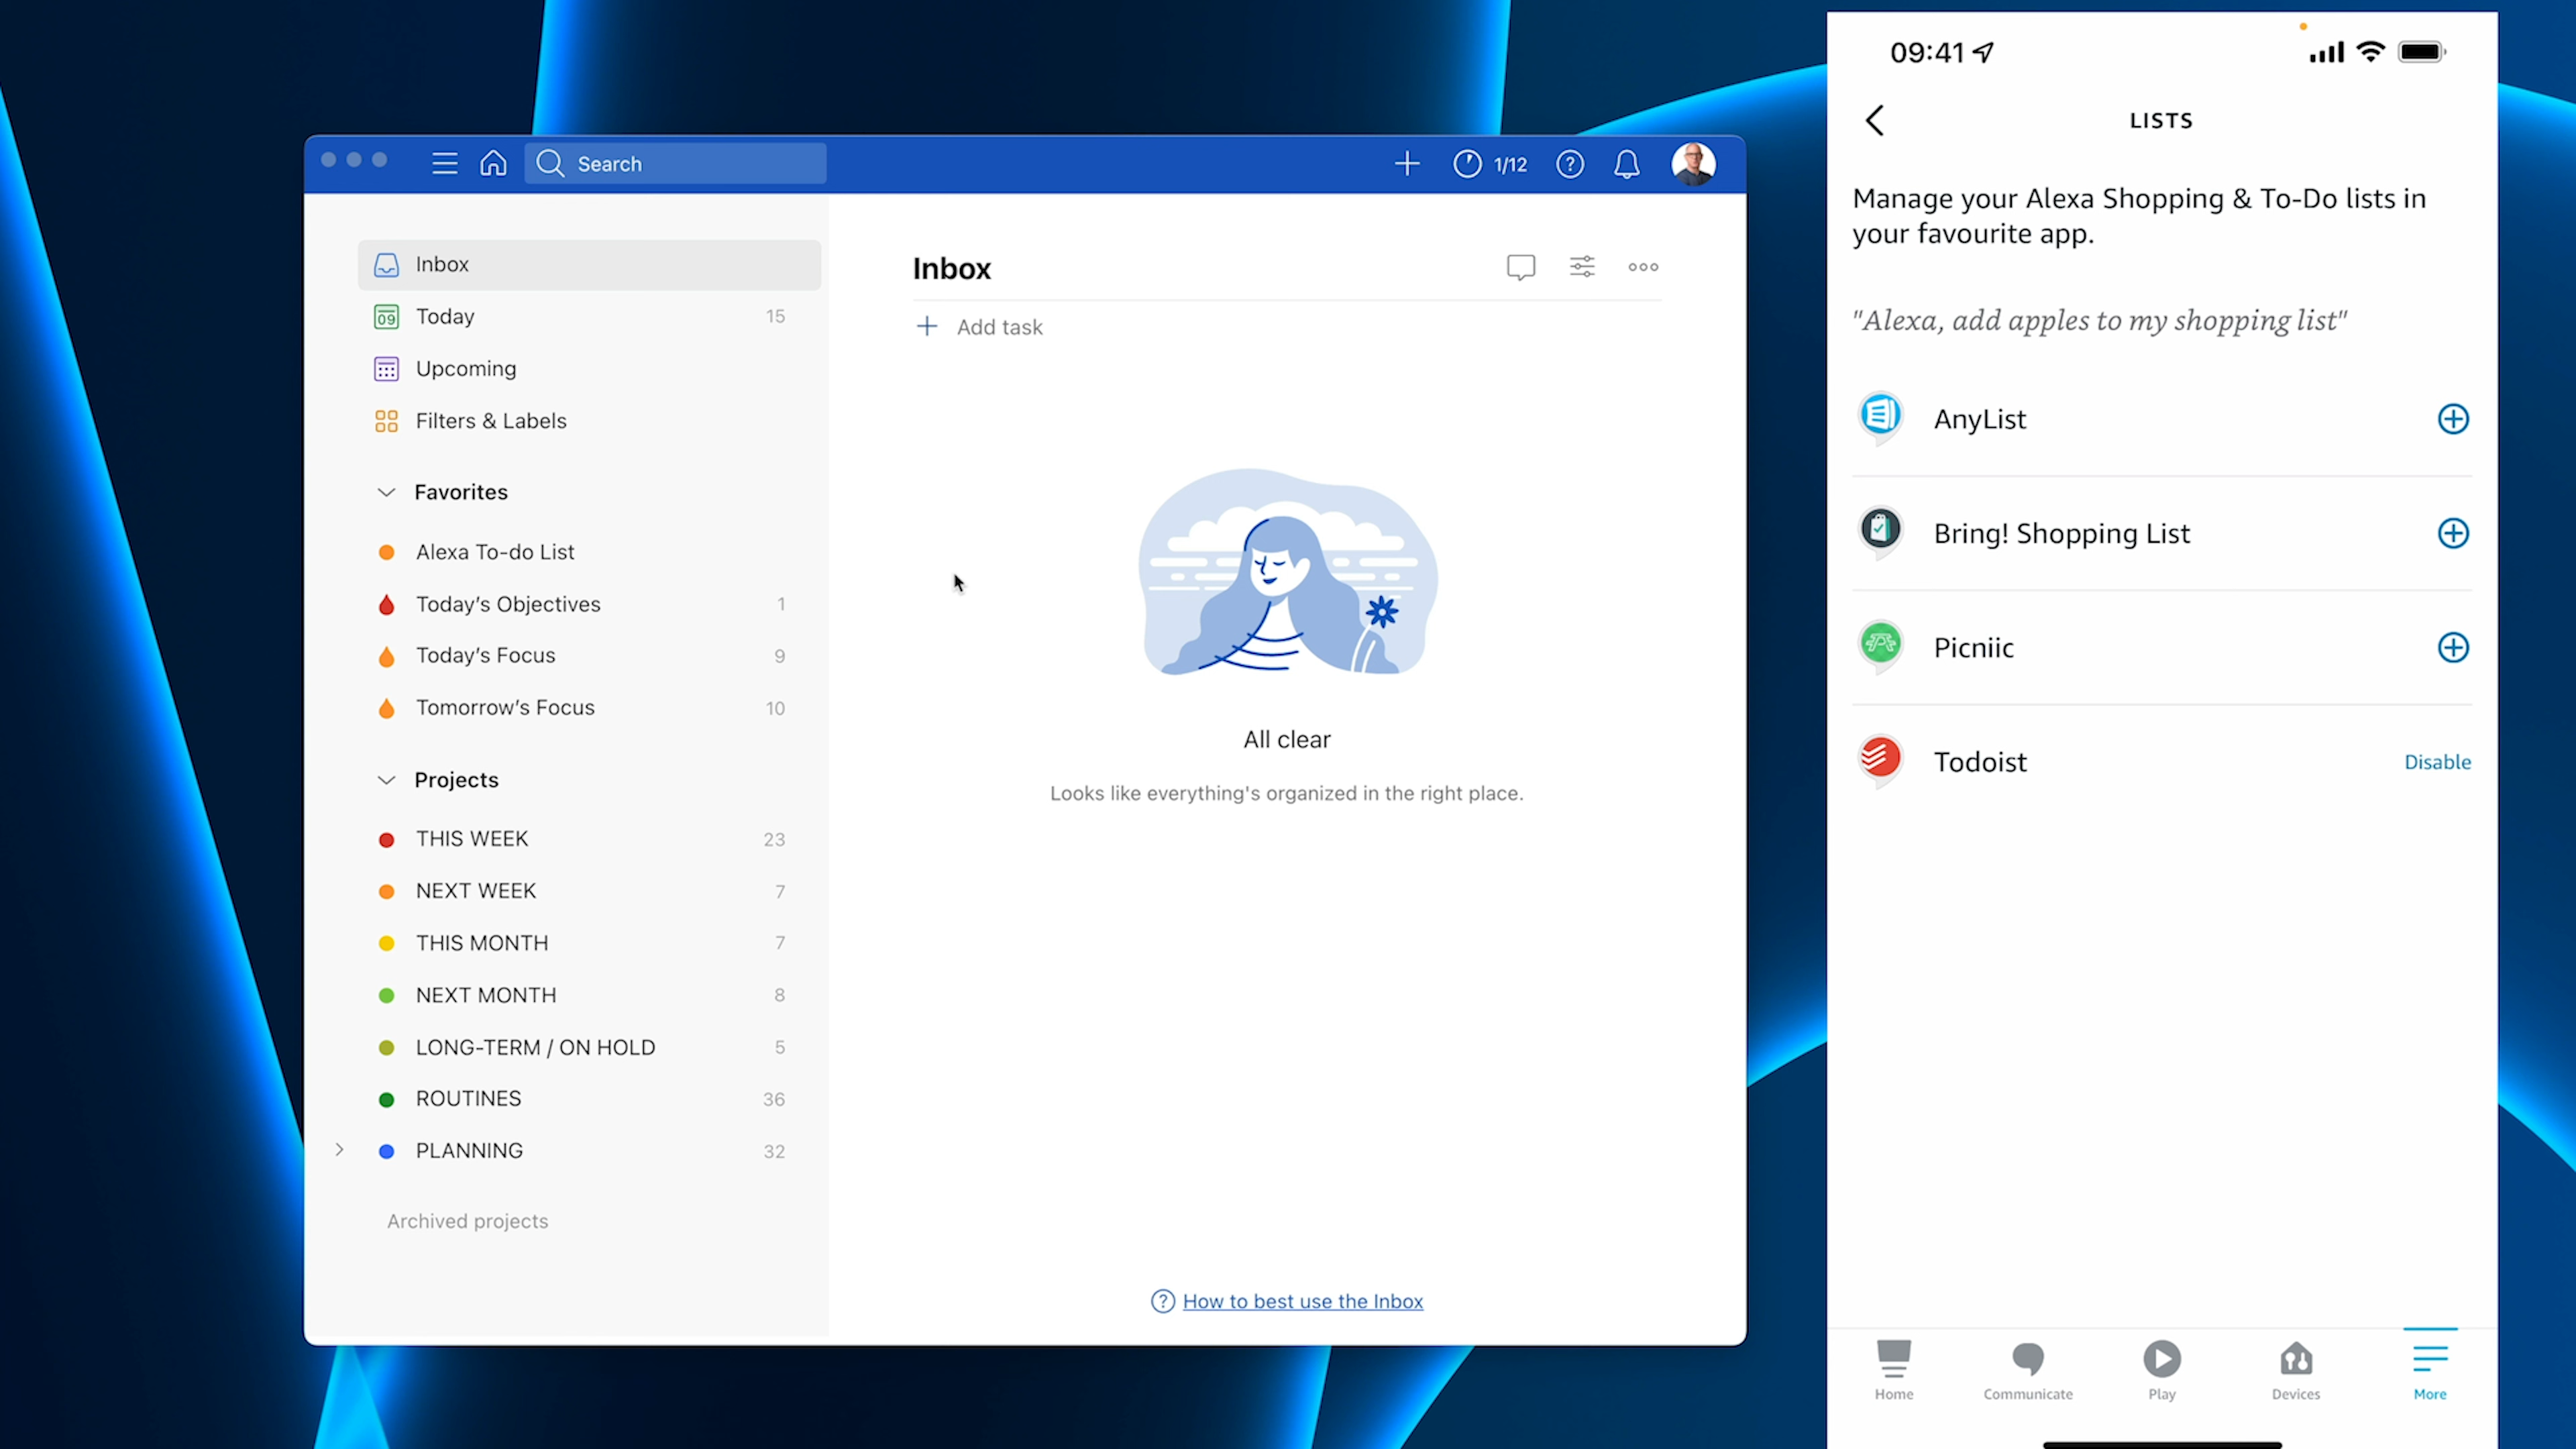 Search
1/12
Inbox
Today 15
Upcoming
Filters & Labels
Favorites
Alexa To-do List
Today's Objectives 1
Today's Focus 9
Tomorrow's Focus 10
Projects
THIS WEEK 23
NEXT WEEK 7
THIS MONTH 7
NEXT MONTH 8
LONG-TERM / ON HOLD 5
ROUTINES 36
PLANNING 32
Archived projects
Inbox
Add task
All clear
Looks like everything's organized in the right place.
How to best use the Inbox
09:41
LISTS
Manage your Alexa Shopping & To-Do lists in
your favourite app.
"Alexa, add apples to my shopping list"
AnyList
Bring! Shopping List
Picniic
Todoist Disable
Home Communicate Play Devices More